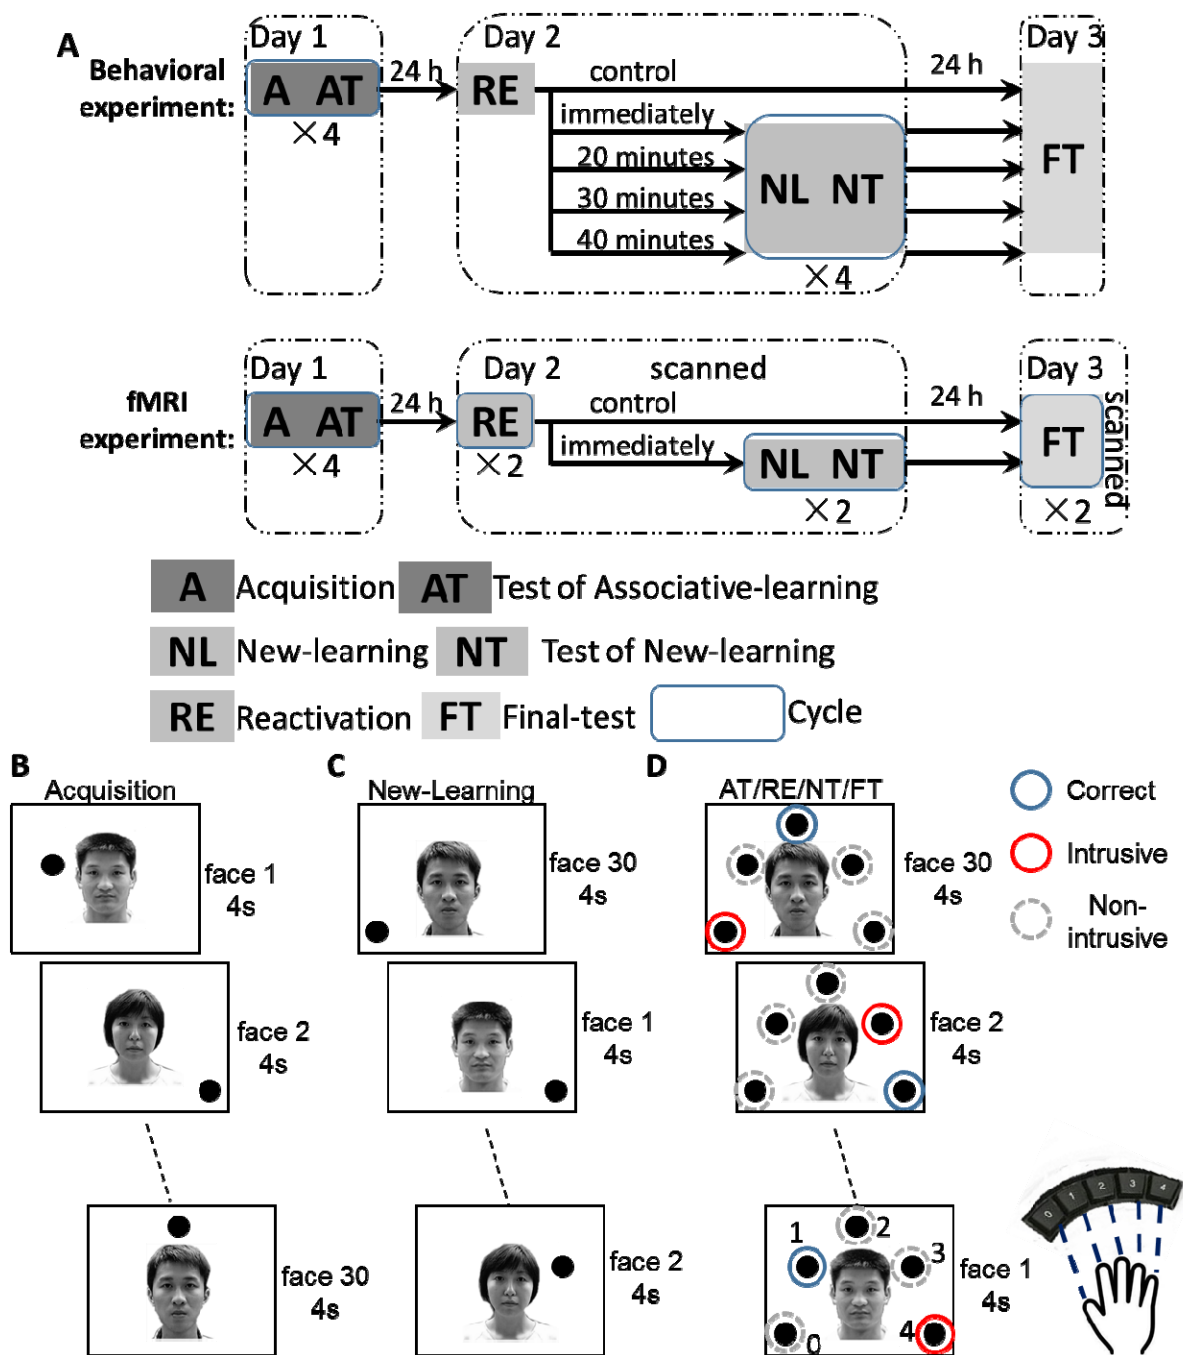 A
Behavioral
experiment:
Day 1
A AT
×4
24 h
Day 2
RE
control
immediately
20 minutes
30 minutes
40 minutes
NL NT
×4
24 h
Day 3
FT
fMRI
experiment:
Day 1
A AT
×4
24 h
Day 2
scanned
RE
×2
control
immediately
NL NT
×2
24 h
Day 3
FT
×2
scanned
A Acquisition AT Test of Associative-learning
NL New-learning NT Test of New-learning
RE Reactivation FT Final-test Cycle
B
Acquisition
face 1
4s
face 2
4s
face 30
4s
C
New-Learning
face 30
4s
face 1
4s
face 2
4s
D
AT/RE/NT/FT
face 30
4s
face 2
4s
1
2
3
0
4
face 1
4s
Correct
Intrusive
Non-
intrusive
0 1 2 3 4